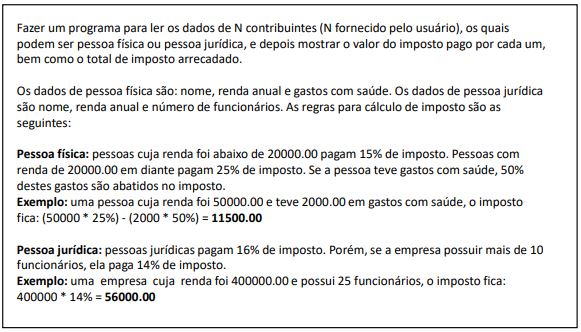 Fazer um programa para ler os dados de N contribuintes (N fornecido pelo usuário), os quais
podem ser pessoa física ou pessoa jurídica, e depois mostrar o valor do imposto pago por cada um,
bem como o total de imposto arrecadado.
Os dados de pessoa física são: nome, renda anual e gastos com saúde. Os dados de pessoa jurídica
são nome, renda anual e número de funcionários. As regras para cálculo de imposto são as
seguintes:
Pessoa física: pessoas cuja renda foi abaixo de 20000.00 pagam 15% de imposto. Pessoas com
renda de 20000.00 em diante pagam 25% de imposto. Se a pessoa teve gastos com saúde, 50%
destes gastos são abatidos no imposto.
Exemplo: uma pessoa cuja renda foi 50000.00 e teve 2000.00 em gastos com saúde, o imposto
fica: (50000 * 25%) - (2000 * 50%) = 11500.00
Pessoa jurídica: pessoas jurídicas pagam 16% de imposto. Porém, se a empresa possuir mais de 10
funcionários, ela paga 14% de imposto.
Exemplo: uma empresa cuja renda foi 400000.00 e possui 25 funcionários, o imposto fica:
400000 * 14% = 56000.00